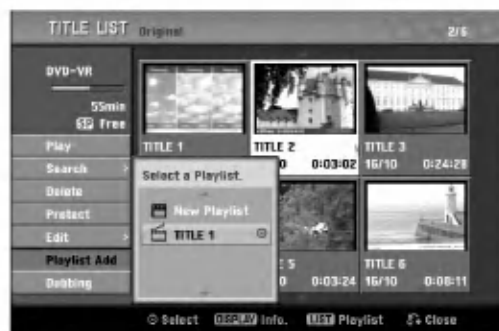 TITLE LIST Original 2/6
DVD-VR
55min
SP Free
Play
Search
Delete
Protect
Edit
Playlist Add
Dubbing
TITLE 1
TITLE 2
0:03:02
TITLE 3
16/10 0:24:28
Select a Playlist.
New Playlist
TITLE 1
0:03:24
TITLE 6
16/10 0:08:11
Select DISPLAY Info. LIST Playlist Close